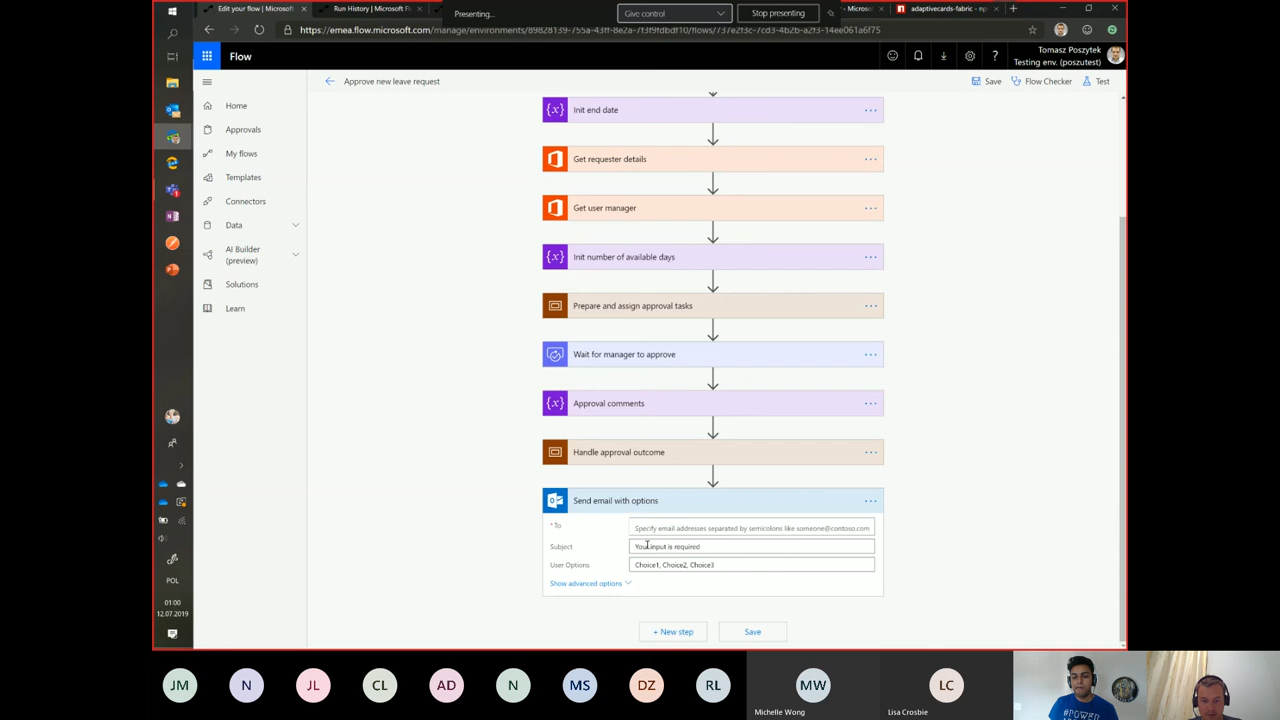 Edit your flow | Microsoft
Run History | Microsoft Fl
Presenting...
Give control
Stop presenting
Microsoft
adaptivecards-fabric - np
https://emea.flow.microsoft.com/manage/environments/
Flow
Tomasz Poszytek
Testing env. (poszutest)
Approve new leave request
Save
Flow Checker
Test
Home
Approvals
My flows
Templates
Connectors
Data
AI Builder
(preview)
Solutions
Learn
Init end date
Get requester details
Get user manager
Init number of available days
Prepare and assign approval tasks
Wait for manager to approve
Approval comments
Handle approval outcome
Send email with options
* To
Specify email addresses separated by semicolons like someone@contoso.com
Subject
Your input is required
User Options
Choice1, Choice2, Choice3
Show advanced options
+ New step
Save
POL
01:00
12.07.2019
JM
N
JL
CL
AD
N
MS
DZ
RL
MW
LC
Michelle Wong
Lisa Crosbie
#POWER